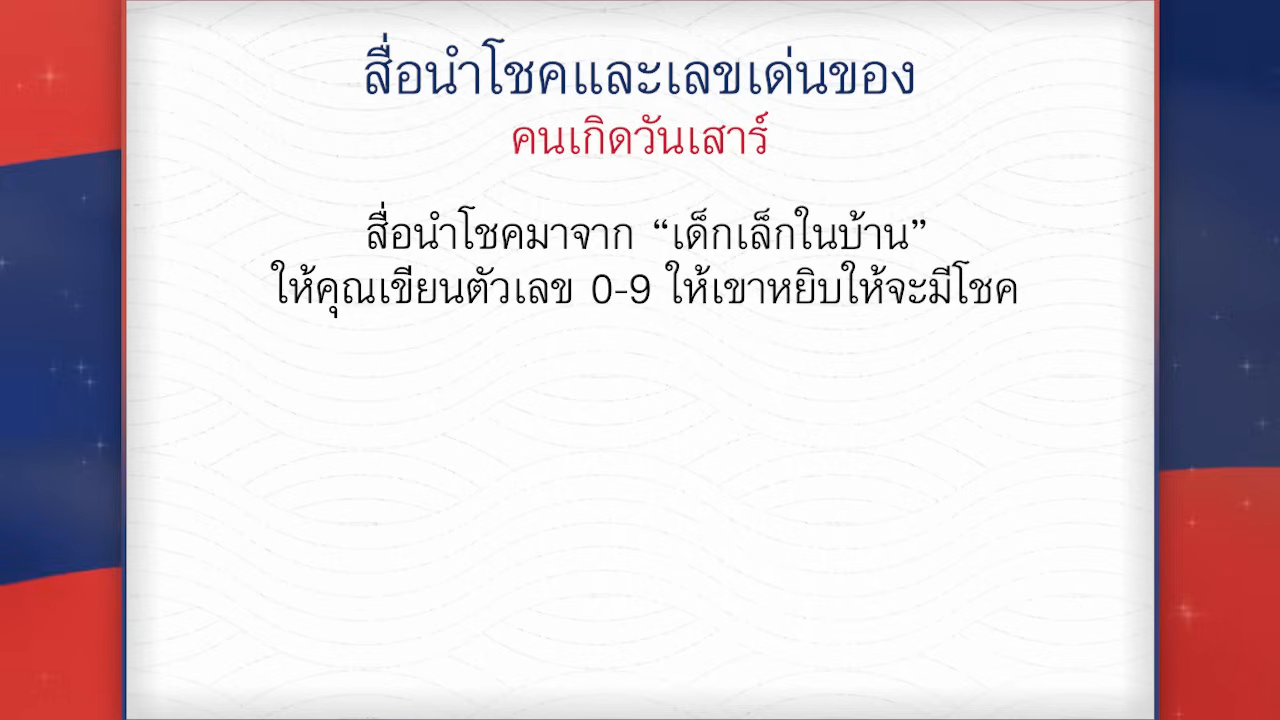 สื่อนำโชคและเลขเด่นของ
คนเกิดวันเสาร์
สื่อนำโชคมาจาก “เด็กเล็กในบ้าน”
ให้คุณเขียนตัวเลข 0-9 ให้เขาหยิบให้จะมีโชค